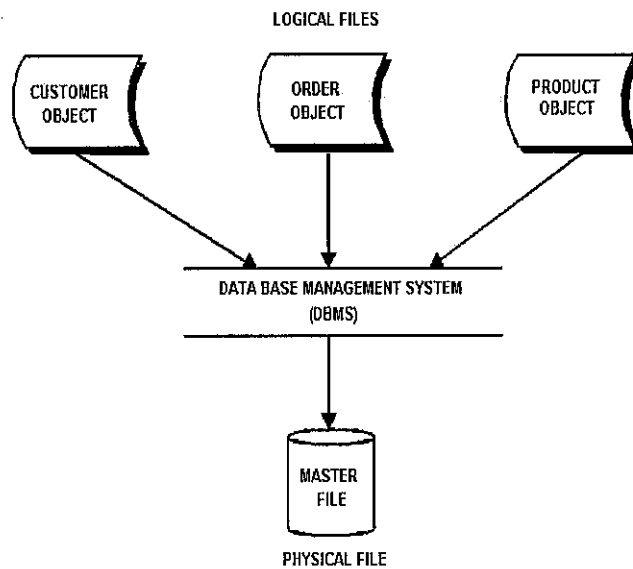 LOGICAL FILES
CUSTOMER
OBJECT
ORDER
OBJECT
PRODUCT
OBJECT
DATA BASE MANAGEMENT SYSTEM
(DBMS)
MASTER
FILE
PHYSICAL FILE